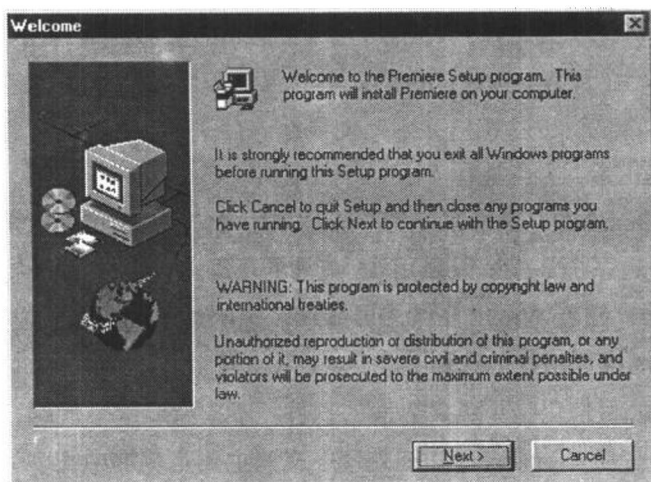 Welcome
Welcome to the Premiere Setup program. This
program will install Premiere on your computer.
It is strongly recommended that you exit all Windows programs
before running this Setup program.
Click Cancel to quit Setup and then close any programs you
have running. Click Next to continue with the Setup program.
WARNING: This program is protected by copyright law and
international treaties.
Unauthorized reproduction or distribution of this program, or any
portion of it, may result in severe civil and criminal penalties, and
violators will be prosecuted to the maximum extent possible under
law.
Next >
Cancel